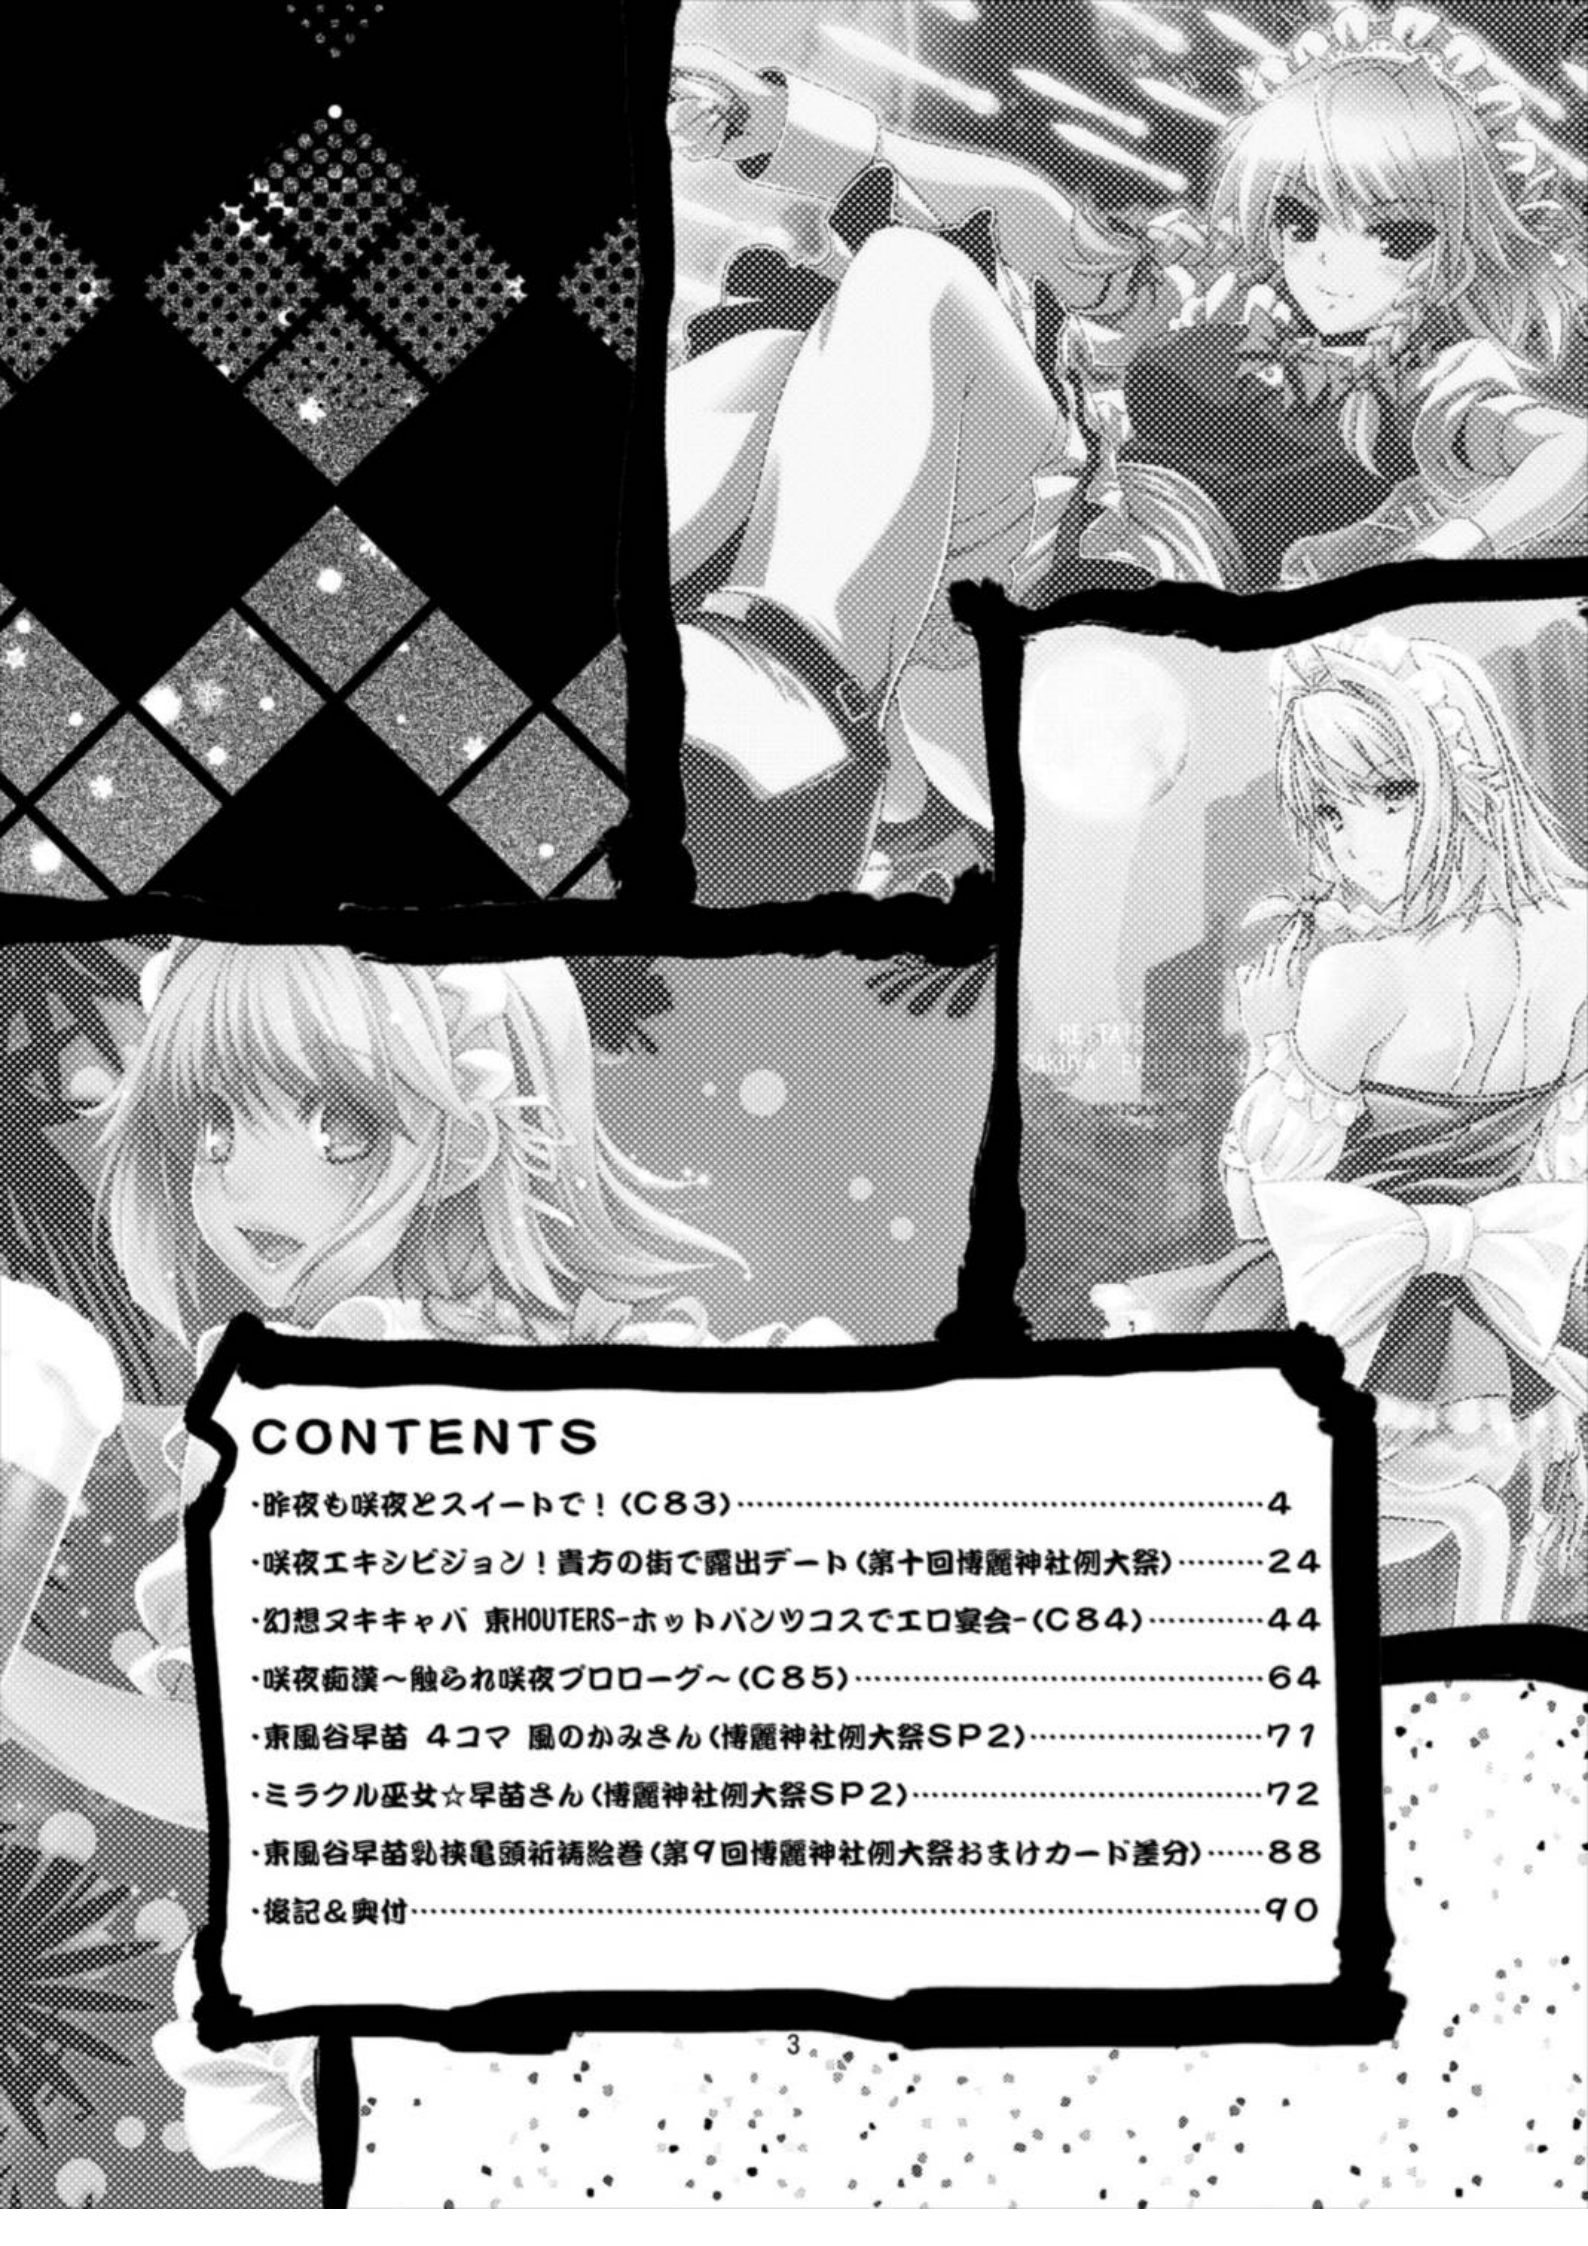 RE:TA
SAKUYA EX
CONTENTS
・昨夜も咲夜とスイートで！(C83)……4
・咲夜エキシビジョン！貴方の街で露出デート(第十回博麗神社例大祭)……24
・幻想ヌキキャバ 東HOUTERS-ホットパンツコスでエロ宴会-(C84)……44
・咲夜痴漢～触られ咲夜プロローグ～(C85)……64
・東風谷早苗 4コマ 風のかみさん(博麗神社例大祭SP2)……71
・ミラクル巫女☆早苗さん(博麗神社例大祭SP2)……72
・東風谷早苗乳挟亀頭祈祷絵巻(第9回博麗神社例大祭おまけカード差分)……88
・後記＆奥付……90
3